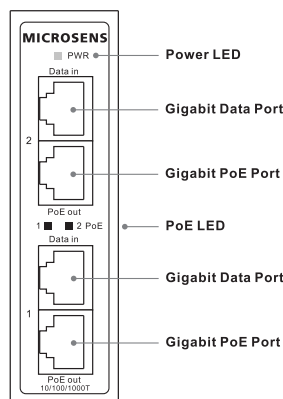 MICROSENS
PWR
Power LED
Data in
Gigabit Data Port
2
Gigabit PoE Port
PoE out
1 2 PoE
PoE LED
Data in
Gigabit Data Port
1
Gigabit PoE Port
PoE out
10/100/1000T